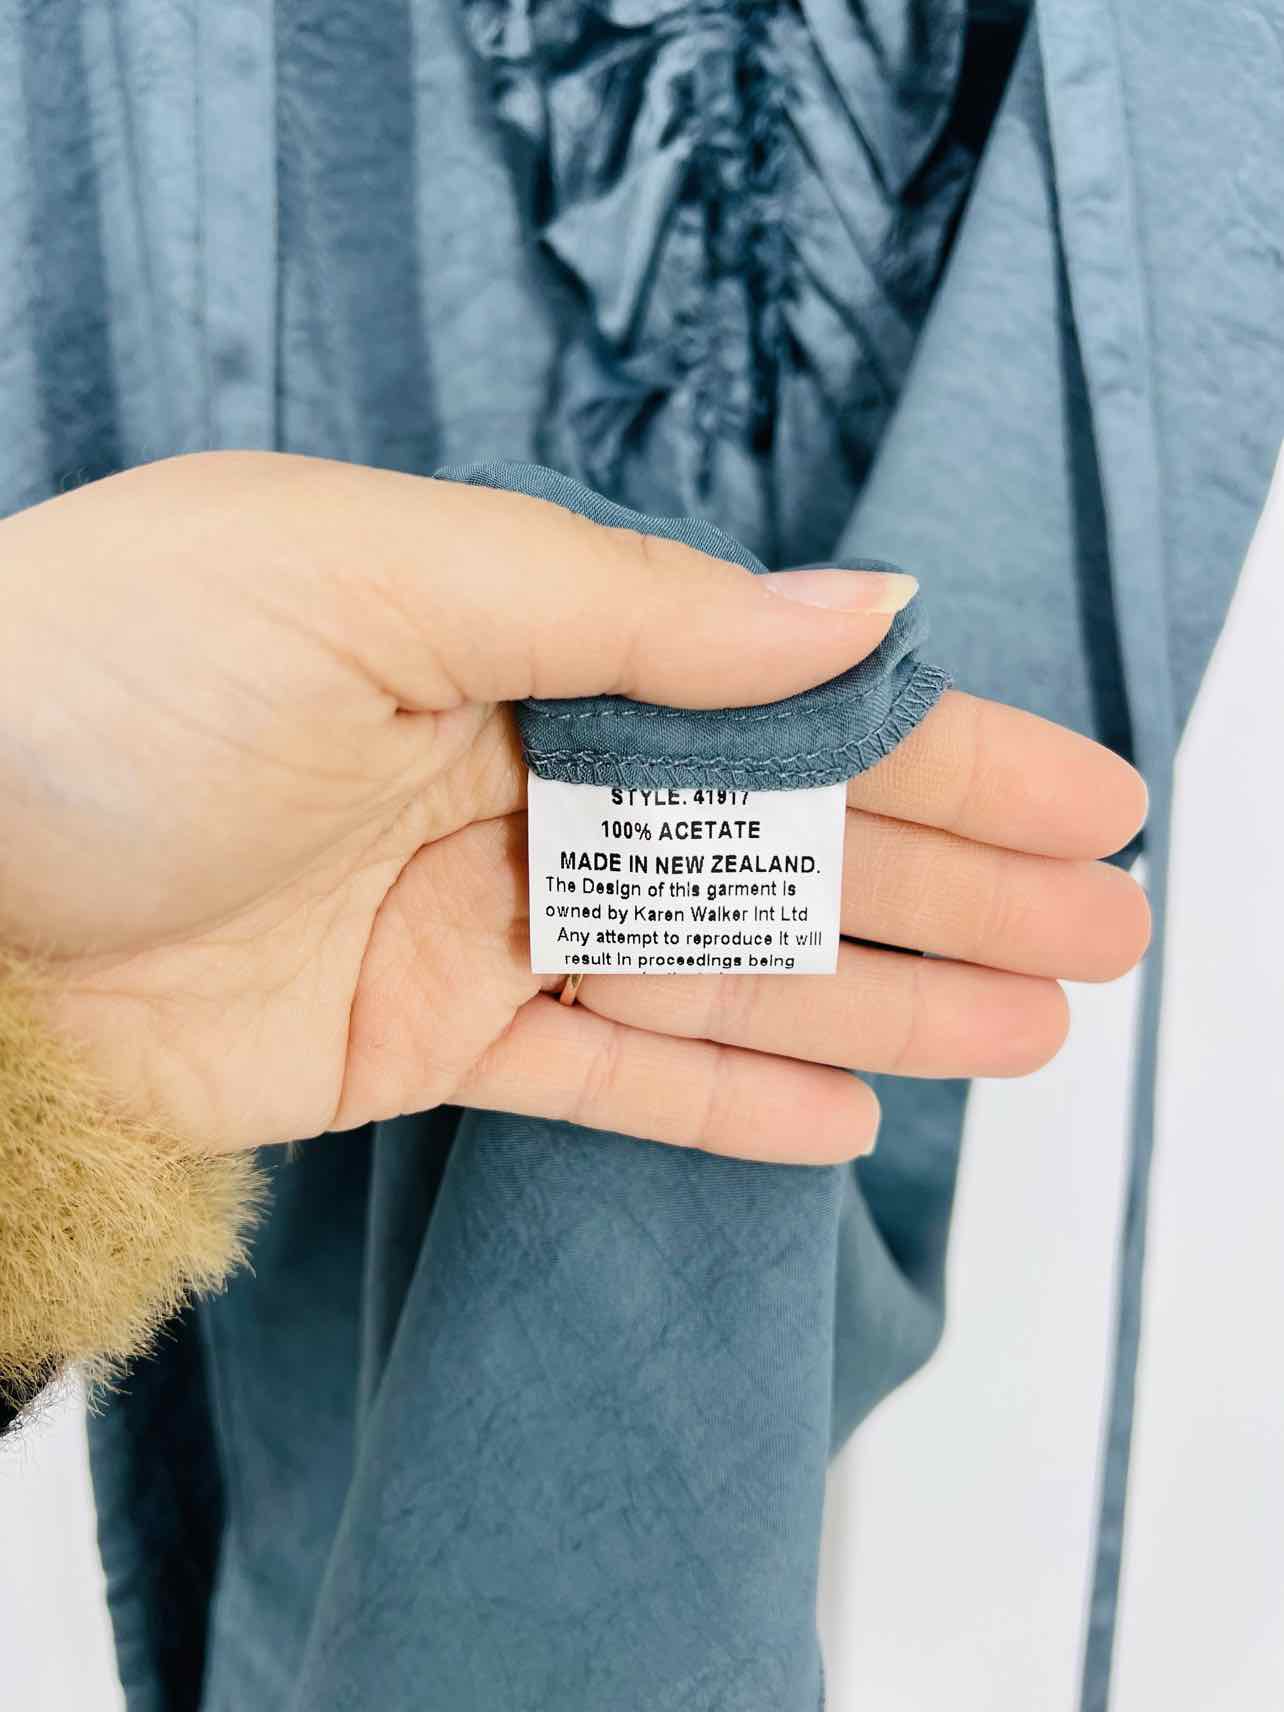 STYLE. 41917
100% ACETATE
MADE IN NEW ZEALAND.
The Design of this garment is
owned by Karen Walker Int Ltd
Any attempt to reproduce it will
result in proceedings being